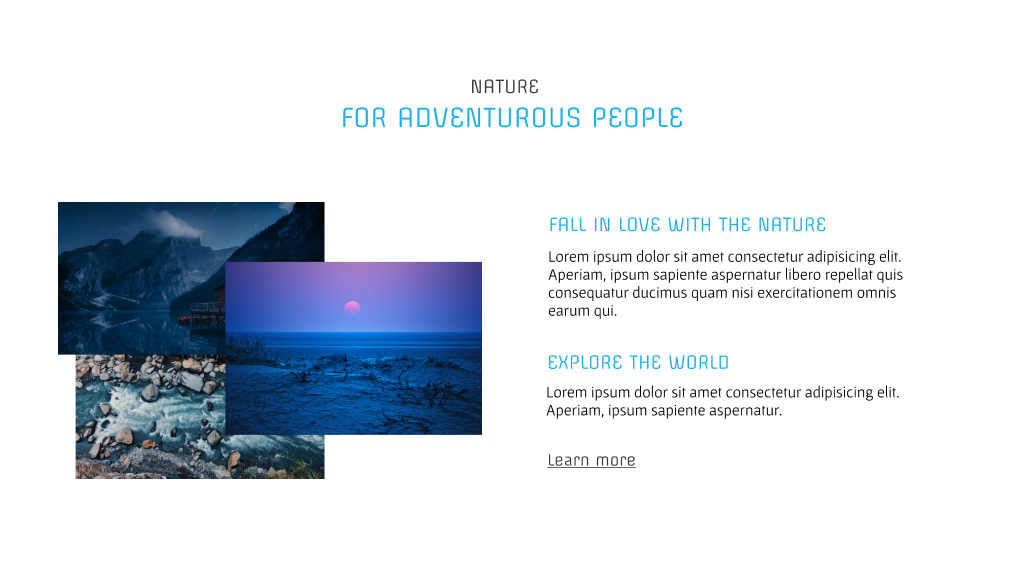 NATURE
FOR ADVENTUROUS PEOPLE
FALL IN LOVE WITH THE NATURE
Lorem ipsum dolor sit amet consectetur adipisicing elit.
Aperiam, ipsum sapiente aspernatur libero repellat quis
consequatur ducimus quam nisi exercitationem omnis
earum qui.
EXPLORE THE WORLD
Lorem ipsum dolor sit amet consectetur adipisicing elit.
Aperiam, ipsum sapiente aspernatur.
Learn more